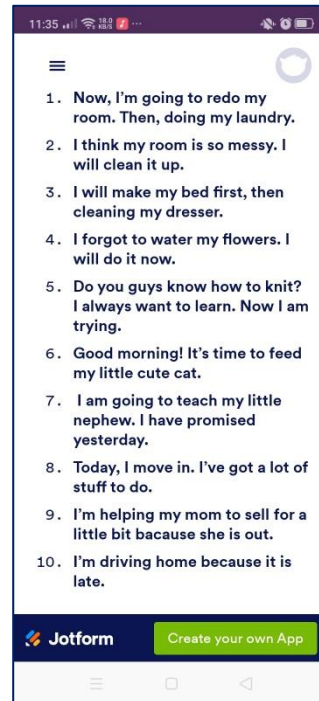 11:35 18.0 KB/S ...
1. Now, I'm going to redo my
room. Then, doing my laundry.
2. I think my room is so messy. I
will clean it up.
3. I will make my bed first, then
cleaning my dresser.
4. I forgot to water my flowers. I
will do it now.
5. Do you guys know how to knit?
I always want to learn. Now I am
trying.
6. Good morning! It's time to feed
my little cute cat.
7. I am going to teach my little
nephew. I have promised
yesterday.
8. Today, I move in. I've got a lot of
stuff to do.
9. I'm helping my mom to sell for a
little bit bacause she is out.
10. I'm driving home because it is
late.
Jotform Create your own App